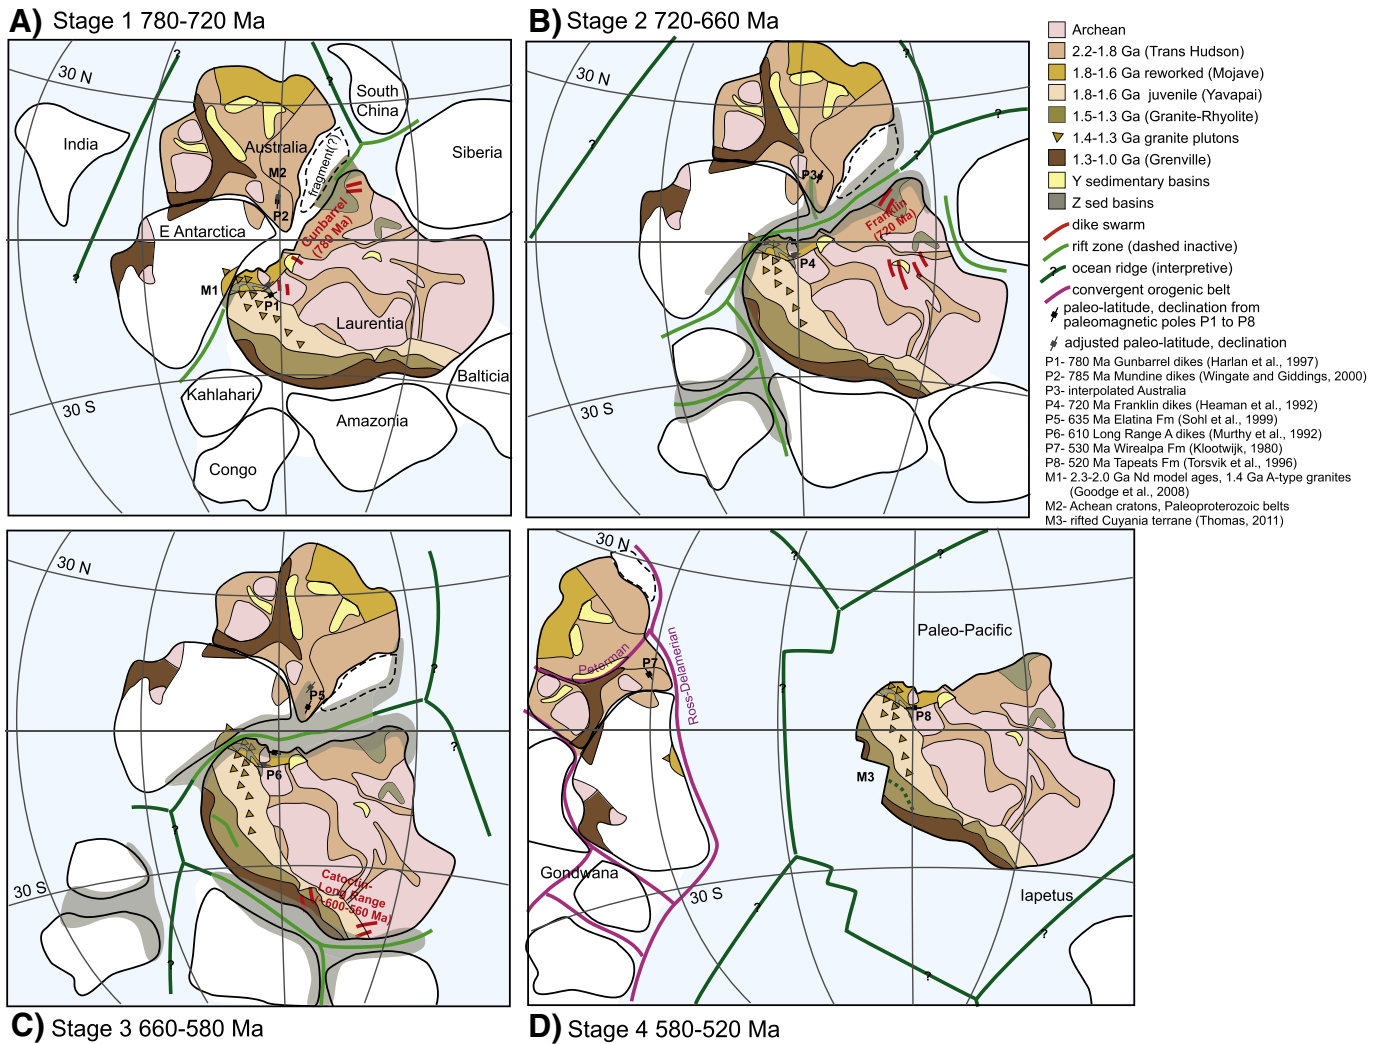 A) Stage 1 780-720 Ma
30 N
?
?
South
China
India
Australia
fragment(?)
Siberia
M2
P2
E Antarctica
Gunbarrel
(780 Ma)
M1
P1
Laurentia
?
30 S
Kahlahari
Balticia
Amazonia
Congo
B) Stage 2 720-660 Ma
30 N
?
?
?
?
P3
Franklin
(720 Ma)
P4
30 S
Archean
2.2-1.8 Ga (Trans Hudson)
1.8-1.6 Ga reworked (Mojave)
1.8-1.6 Ga juvenile (Yavapai)
1.5-1.3 Ga (Granite-Rhyolite)
1.4-1.3 Ga granite plutons
1.3-1.0 Ga (Grenville)
Y sedimentary basins
Z sed basins
dike swarm
rift zone (dashed inactive)
? ocean ridge (interpretive)
convergent orogenic belt
paleo-latitude, declination from
paleomagnetic poles P1 to P8
adjusted paleo-latitude, declination
P1- 780 Ma Gunbarrel dikes (Harlan et al., 1997)
P2- 785 Ma Mundine dikes (Wingate and Giddings, 2000)
P3- interpolated Australia
P4- 720 Ma Franklin dikes (Heaman et al., 1992)
P5- 635 Ma Elatina Fm (Sohl et al., 1999)
P6- 610 Long Range A dikes (Murthy et al., 1992)
P7- 530 Ma Wirealpa Fm (Klootwijk, 1980)
P8- 520 Ma Tapeats Fm (Torsvik et al., 1996)
M1- 2.3-2.0 Ga Nd model ages, 1.4 Ga A-type granites
(Goodge et al., 2008)
M2- Achean cratons, Paleoproterozoic belts
M3- rifted Cuyania terrane (Thomas, 2011)
30 N
P5
?
?
P6
?
30 S
Catoctin-
Long Range
(~600-560 Ma)
?
C) Stage 3 660-580 Ma
30 N
?
?
Paleo-Pacific
Peterman
P7
Ross-Delamerian
?
P8
M3
Gondwana
30 S
?
Iapetus
?
?
D) Stage 4 580-520 Ma